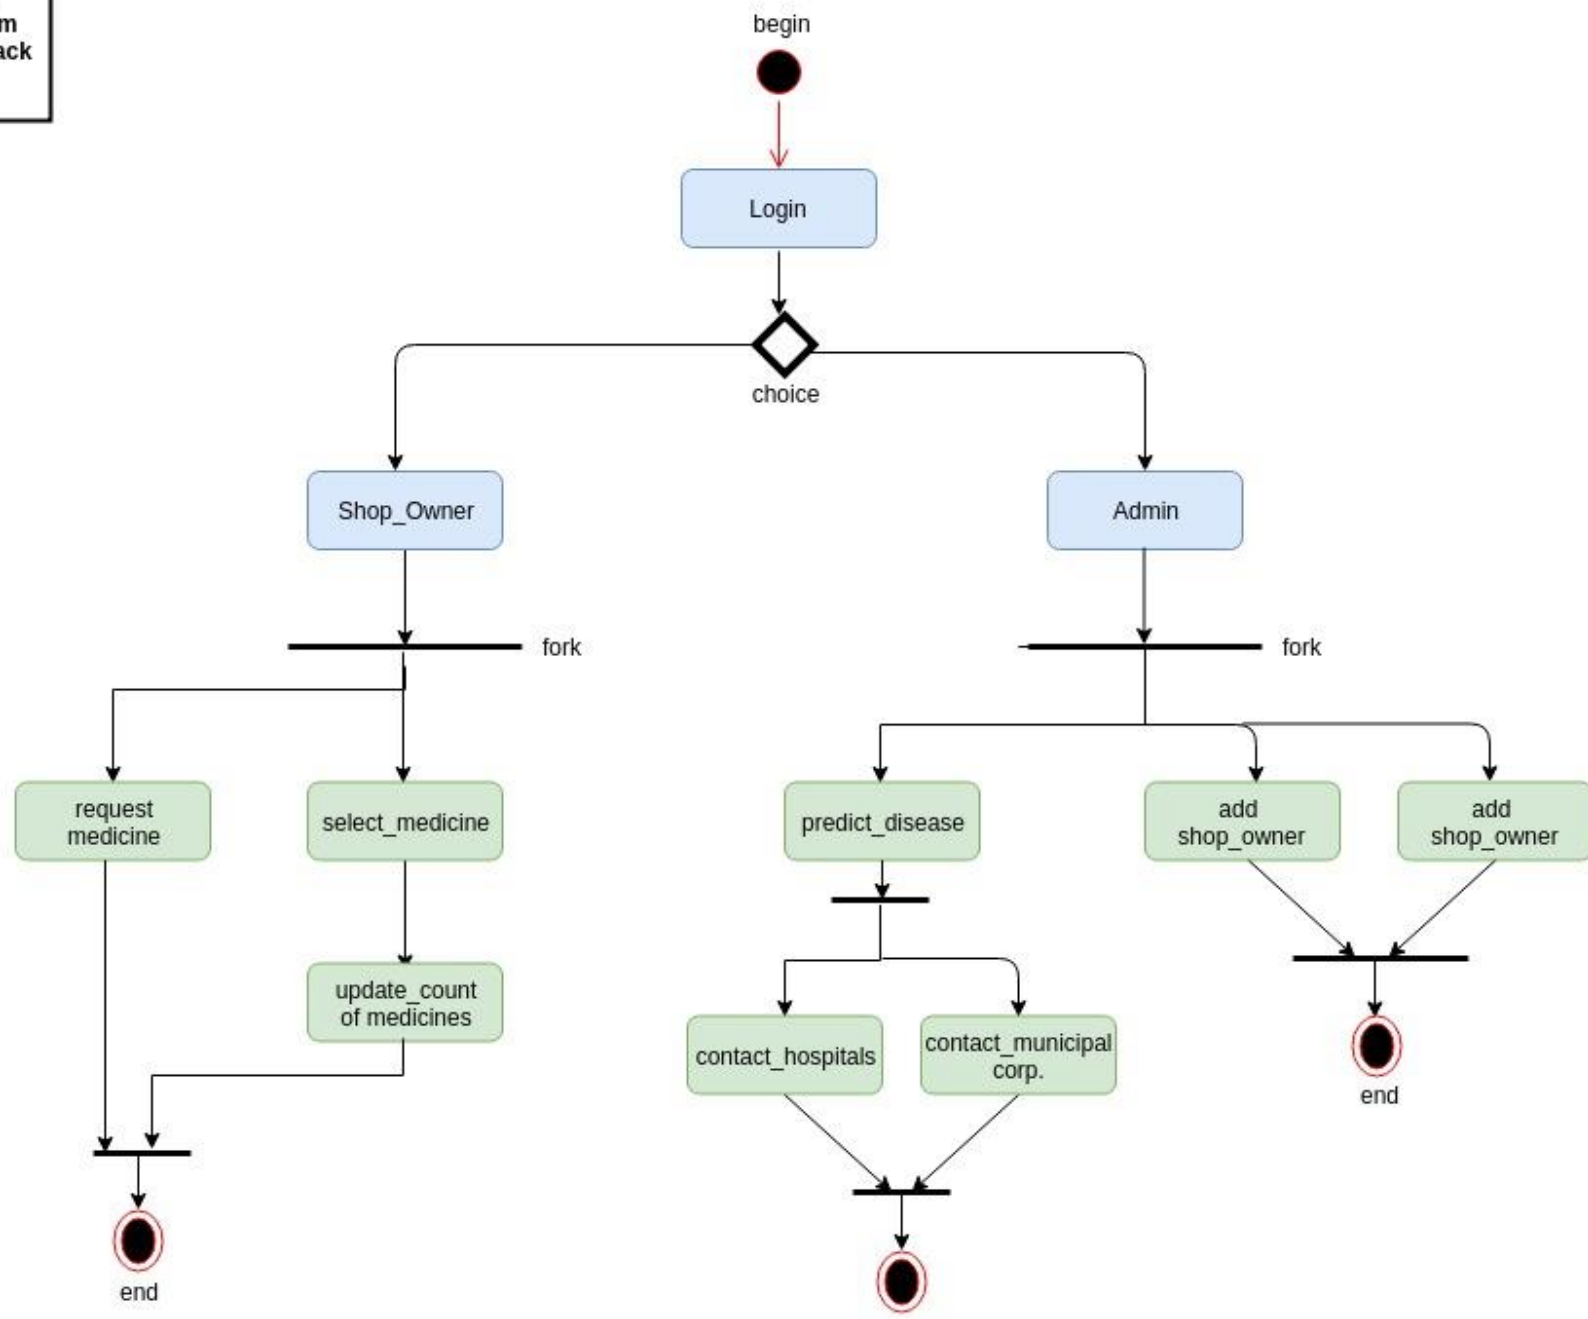 begin
Login
choice
Shop_Owner
Admin
fork
fork
request
medicine
select_medicine
predict_disease
add
shop_owner
add
shop_owner
update_count
of medicines
contact_hospitals
contact_municipal
corp.
end
end